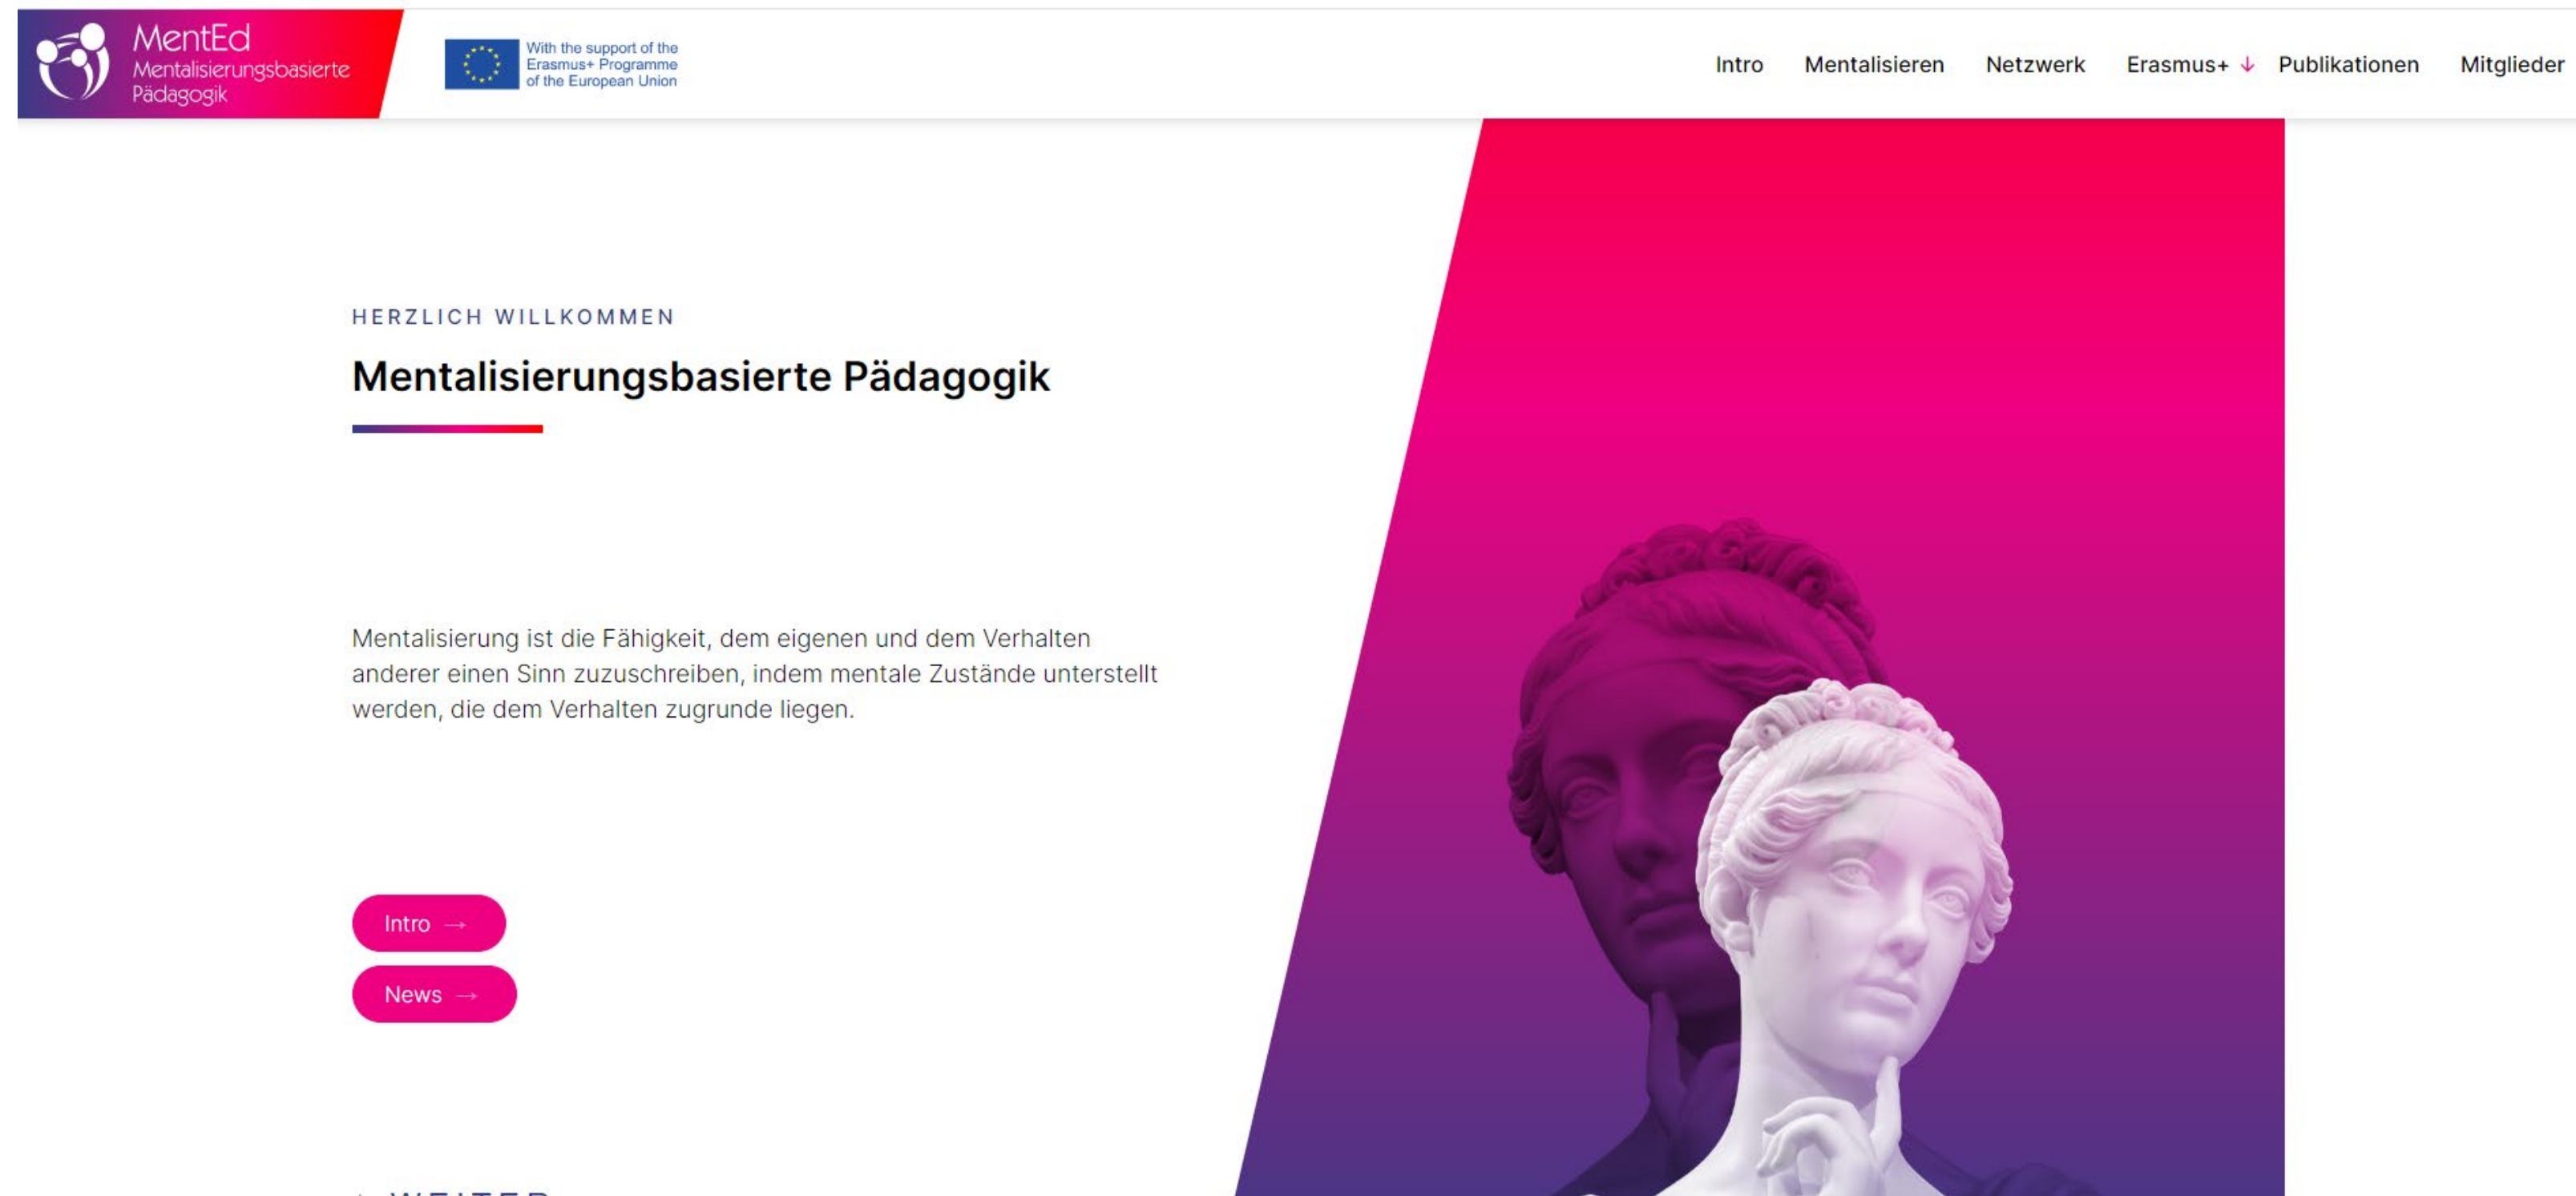 MentEd
Mentalisierungsbasierte
Pädagogik
With the support of the
Erasmus+ Programme
of the European Union
Intro Mentalisieren Netzwerk Erasmus+ ↓ Publikationen Mitglieder
HERZLICH WILLKOMMEN
Mentalisierungsbasierte Pädagogik
Mentalisierung ist die Fähigkeit, dem eigenen und dem Verhalten
anderer einen Sinn zuzuschreiben, indem mentale Zustände unterstellt
werden, die dem Verhalten zugrunde liegen.
Intro →
News →
WEITER